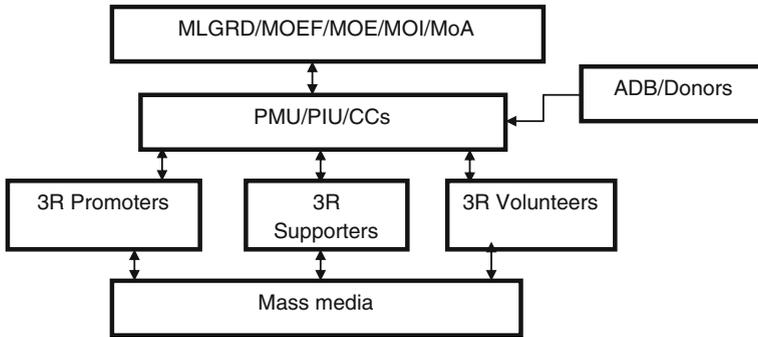 MLGRD/MOEF/MOE/MOI/MoA
ADB/Donors
PMU/PIU/CCs
3R Promoters
3R
Supporters
3R Volunteers
Mass media